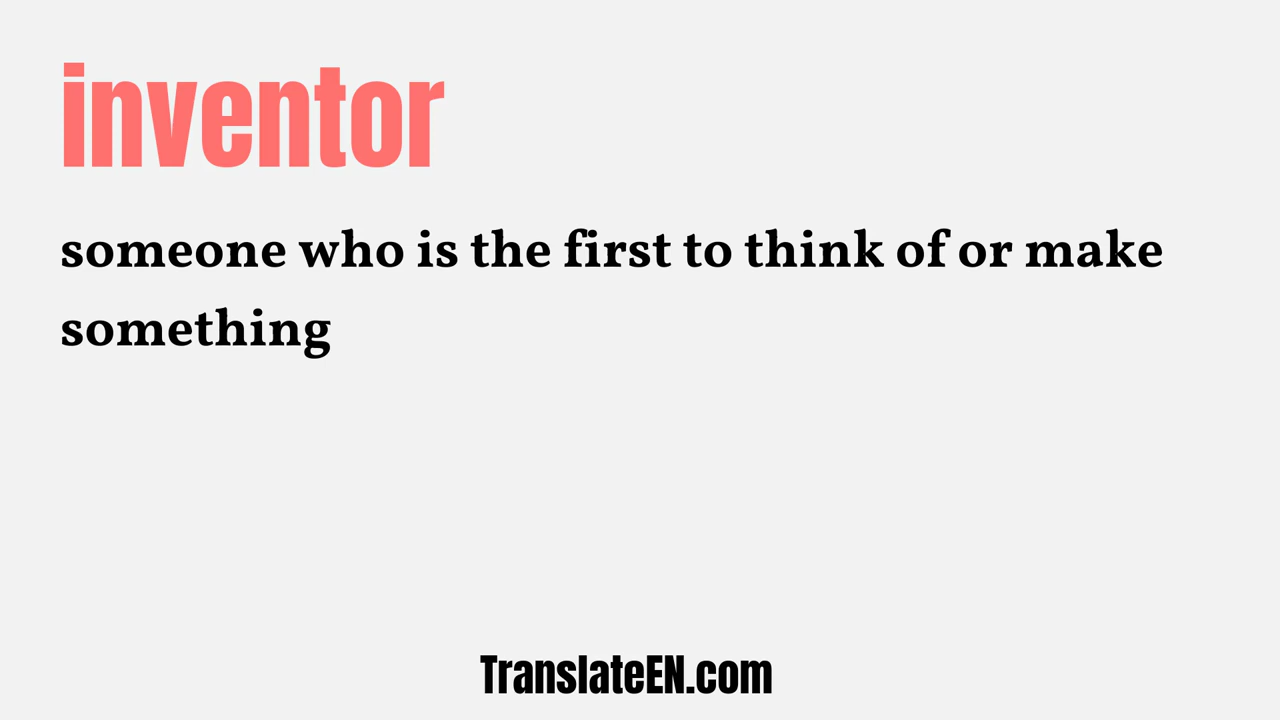 inventor
someone who is the first to think of or make
something
TranslateEN.com